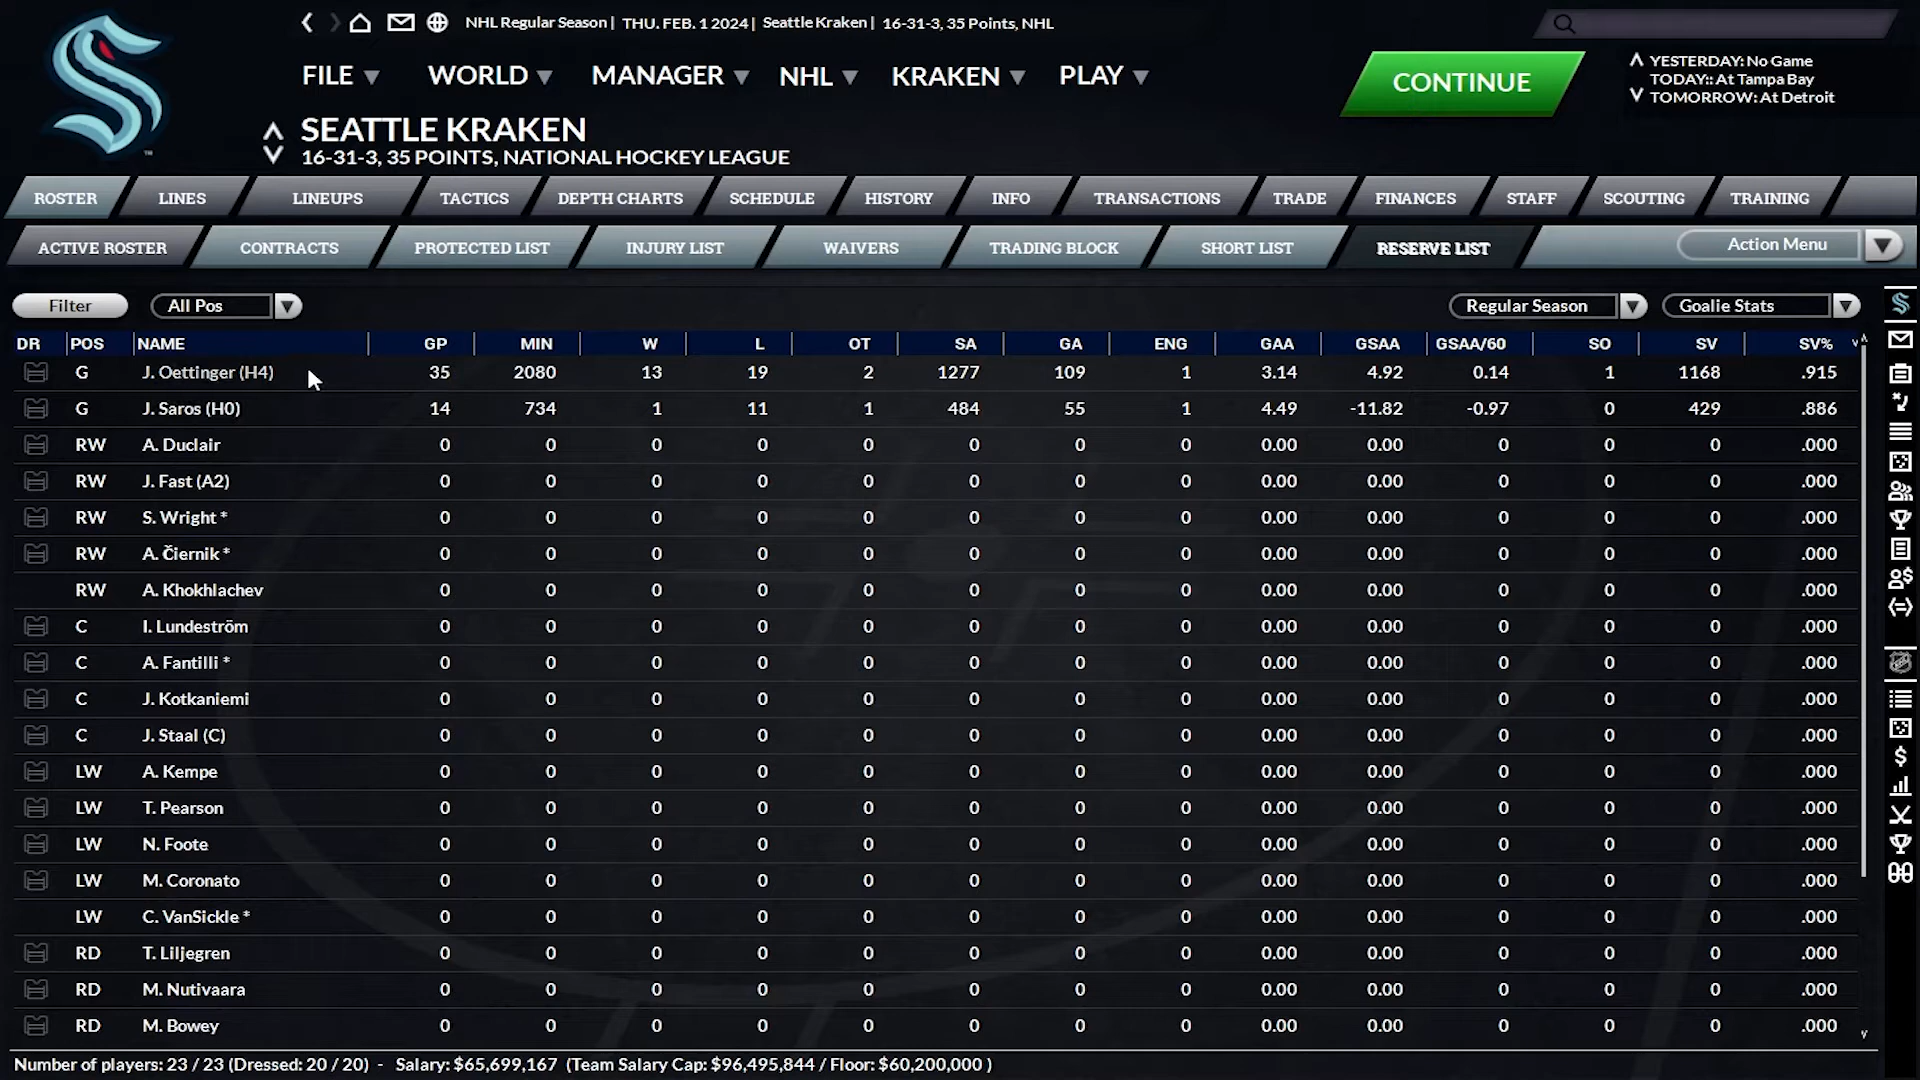 NHL Regular Season | THU. FEB. 1 2024 | Seattle Kraken | 16-31-3, 35 Points, NHL
FILE WORLD MANAGER NHL KRAKEN PLAY
CONTINUE
YESTERDAY: No Game
TODAY:: At Tampa Bay
TOMORROW: At Detroit
SEATTLE KRAKEN
16-31-3, 35 POINTS, NATIONAL HOCKEY LEAGUE
ROSTER LINES LINEUPS TACTICS DEPTH CHARTS SCHEDULE HISTORY INFO TRANSACTIONS TRADE FINANCES STAFF SCOUTING TRAINING
ACTIVE ROSTER CONTRACTS PROTECTED LIST INJURY LIST WAIVERS TRADING BLOCK SHORT LIST RESERVE LIST Action Menu
Filter All Pos Regular Season Goalie Stats
DR POS NAME GP MIN W L OT SA GA ENG GAA GSAA GSAA/60 SO SV SV%
G J. Oettinger (H4) 35 2080 13 19 2 1277 109 1 3.14 4.92 0.14 1 1168 .915
G J. Saros (H0) 14 734 1 11 1 484 55 1 4.49 -11.82 -0.97 0 429 .886
RW A. Duclair 0 0 0 0 0 0 0 0 0.00 0.00 0 0 0 .000
RW J. Fast (A2) 0 0 0 0 0 0 0 0 0.00 0.00 0 0 0 .000
RW S. Wright * 0 0 0 0 0 0 0 0 0.00 0.00 0 0 0 .000
RW A. Čiernik * 0 0 0 0 0 0 0 0 0.00 0.00 0 0 0 .000
RW A. Khokhlachev 0 0 0 0 0 0 0 0 0.00 0.00 0 0 0 .000
C I. Lundeström 0 0 0 0 0 0 0 0 0.00 0.00 0 0 0 .000
C A. Fantilli * 0 0 0 0 0 0 0 0 0.00 0.00 0 0 0 .000
C J. Kotkaniemi 0 0 0 0 0 0 0 0 0.00 0.00 0 0 0 .000
C J. Staal (C) 0 0 0 0 0 0 0 0 0.00 0.00 0 0 0 .000
LW A. Kempe 0 0 0 0 0 0 0 0 0.00 0.00 0 0 0 .000
LW T. Pearson 0 0 0 0 0 0 0 0 0.00 0.00 0 0 0 .000
LW N. Foote 0 0 0 0 0 0 0 0 0.00 0.00 0 0 0 .000
LW M. Coronato 0 0 0 0 0 0 0 0 0.00 0.00 0 0 0 .000
LW C. VanSickle * 0 0 0 0 0 0 0 0 0.00 0.00 0 0 0 .000
RD T. Liljegren 0 0 0 0 0 0 0 0 0.00 0.00 0 0 0 .000
RD M. Nutivaara 0 0 0 0 0 0 0 0 0.00 0.00 0 0 0 .000
RD M. Bowey 0 0 0 0 0 0 0 0 0.00 0.00 0 0 0 .000
Number of players: 23 / 23 (Dressed: 20 / 20) - Salary: $65,699,167 (Team Salary Cap: $96,495,844 / Floor: $60,200,000 )